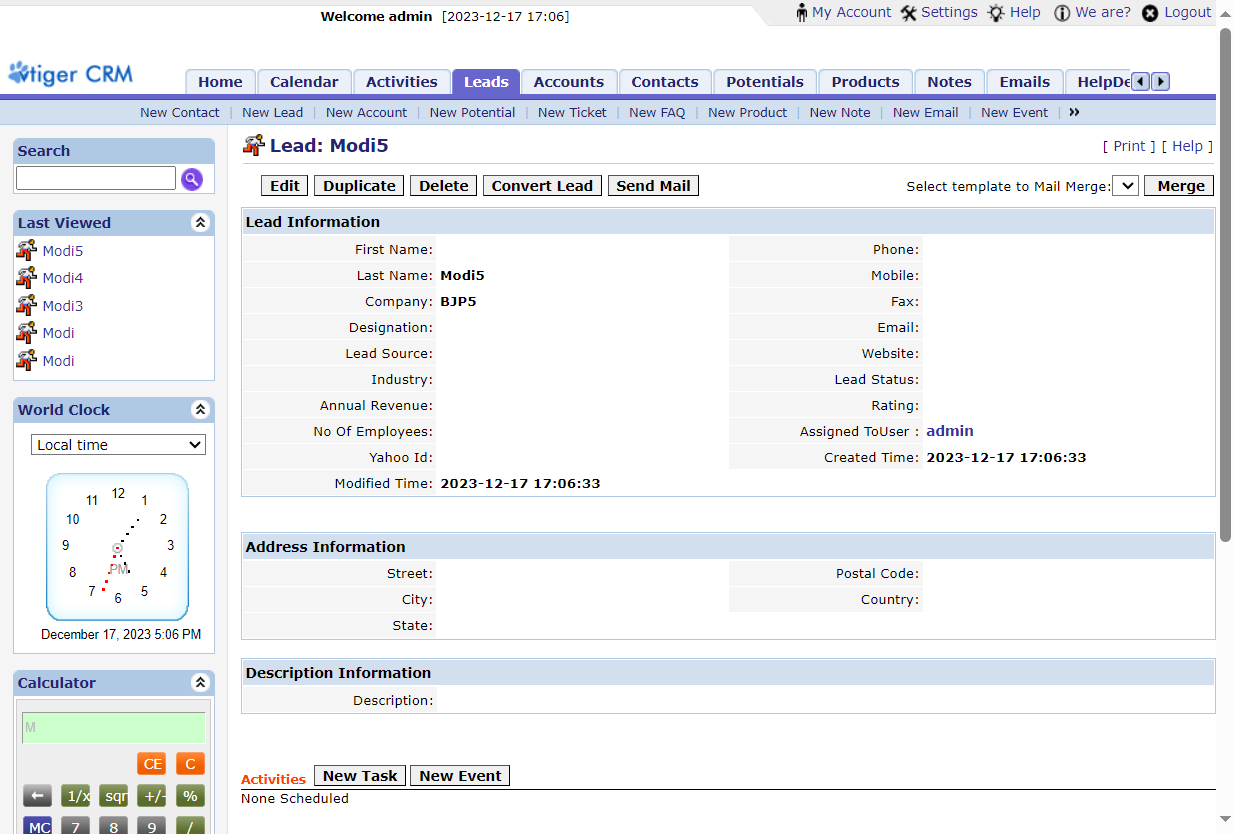 Welcome admin [2023-12-17 17:06]
My Account Settings Help We are? Logout
vtiger CRM
Home Calendar Activities Leads Accounts Contacts Potentials Products Notes Emails HelpDe
New Contact | New Lead | New Account | New Potential | New Ticket | New FAQ | New Product | New Note | New Email | New Event | »
Search
Last Viewed
Modi5
Modi4
Modi3
Modi
Modi
World Clock
Local time
12
11 1
10 2
9 3
PM
8 4
7 5
6
December 17, 2023 5:06 PM
Calculator
M
CE C
← 1/x sqr +/- %
MC 7 8 9 /
Lead: Modi5
[ Print ] [ Help ]
Edit Duplicate Delete Convert Lead Send Mail
Select template to Mail Merge: Merge
Lead Information
First Name: Phone:
Last Name: Modi5 Mobile:
Company: BJP5 Fax:
Designation: Email:
Lead Source: Website:
Industry: Lead Status:
Annual Revenue: Rating:
No Of Employees: Assigned ToUser : admin
Yahoo Id: Created Time: 2023-12-17 17:06:33
Modified Time: 2023-12-17 17:06:33
Address Information
Street: Postal Code:
City: Country:
State:
Description Information
Description:
Activities New Task New Event
None Scheduled